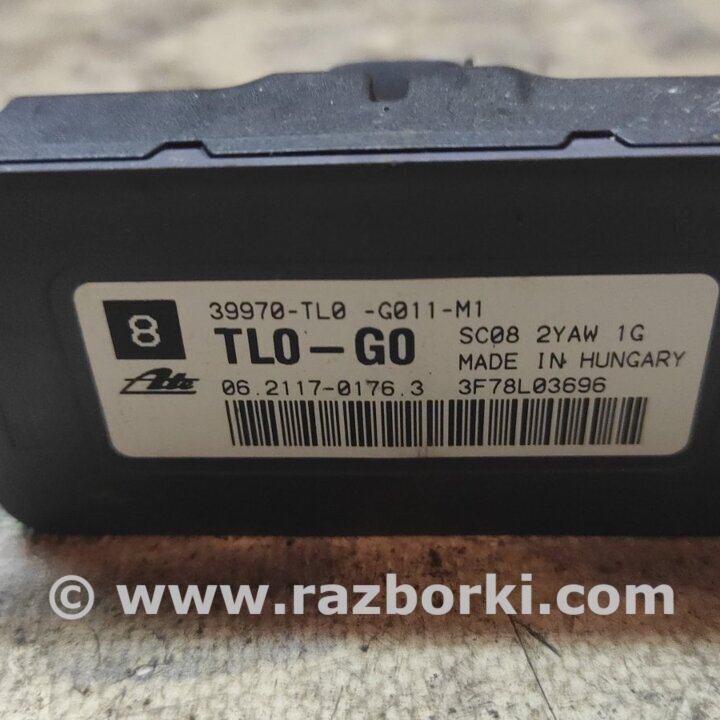 8
39970-TL0 -G011-M1
TL0-G0
SC08 2YAW 1G
MADE IN HUNGARY
Ate
06.2117-0176.3 3F78L03696
© www.razborki.com